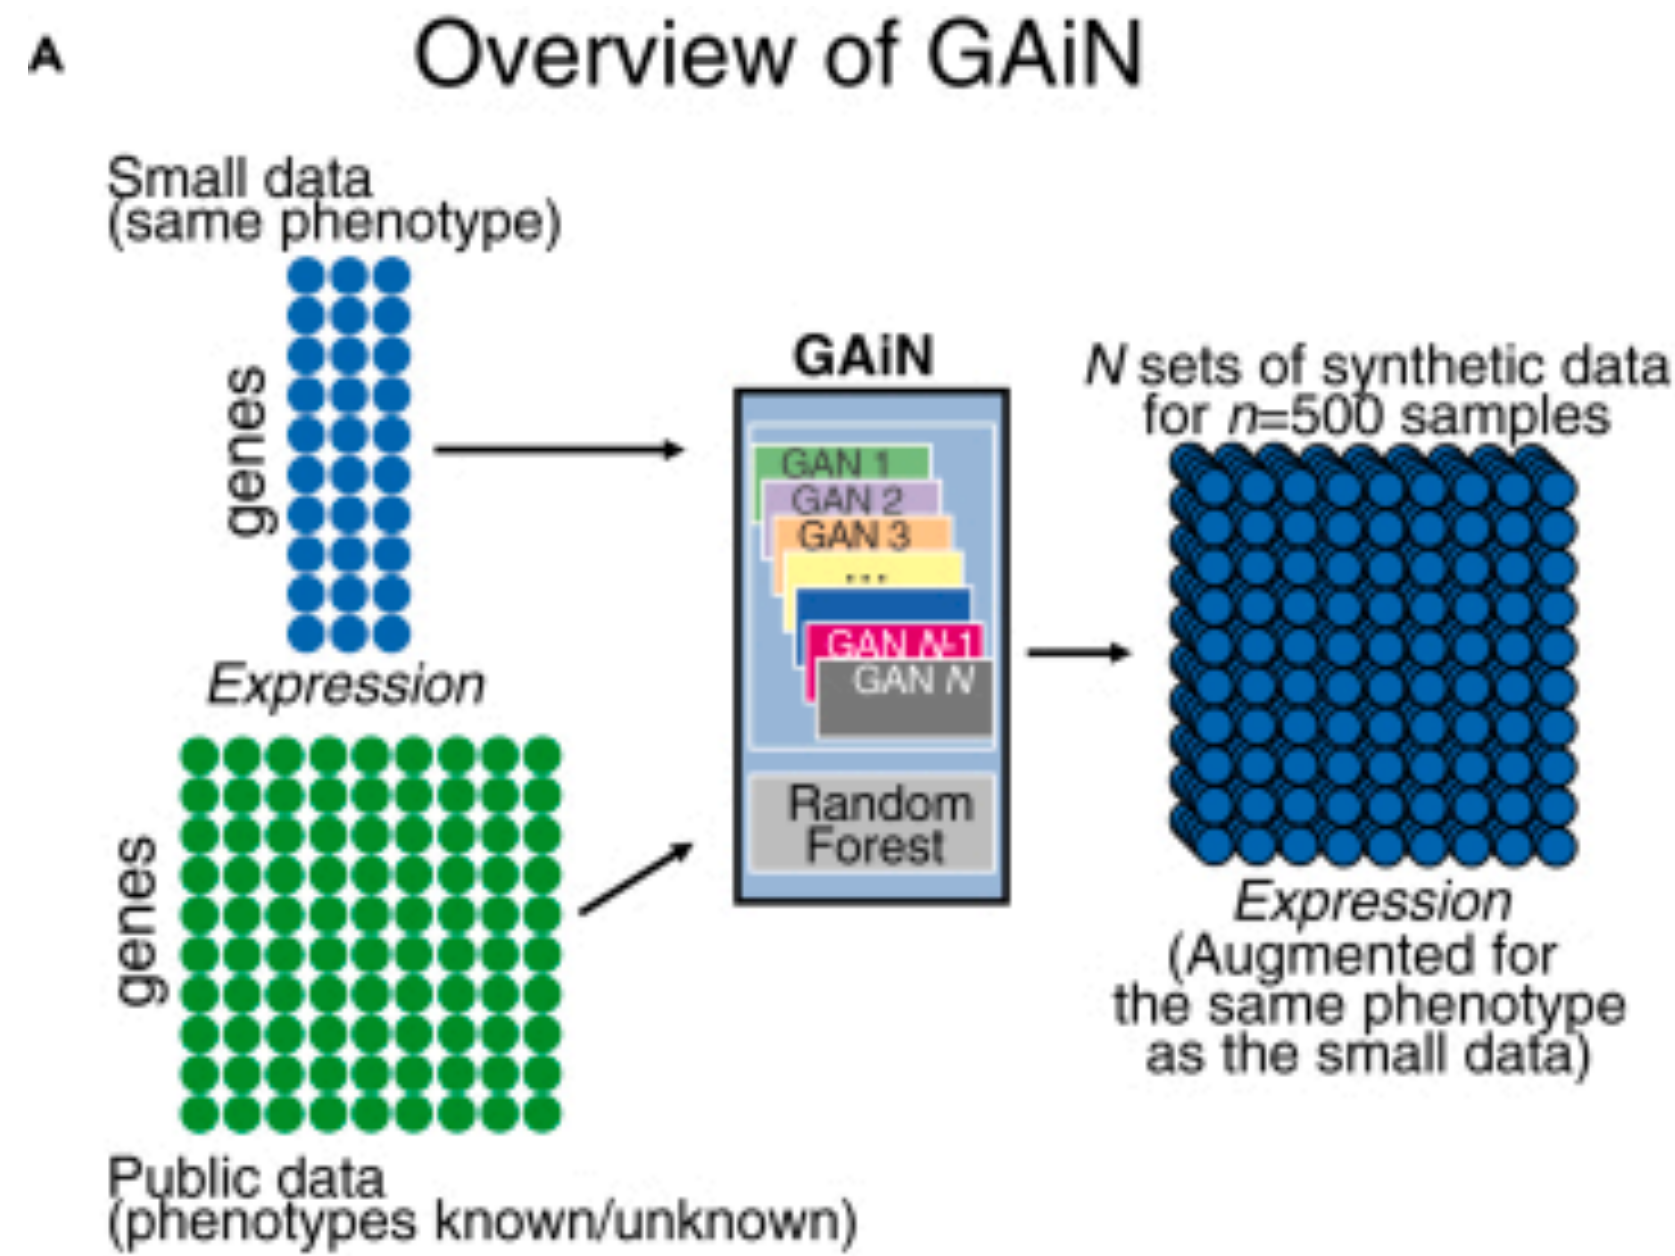 A
Overview of GAiN
Small data
(same phenotype)
genes
Expression
genes
Public data
(phenotypes known/unknown)
GAiN
GAN 1
GAN 2
GAN 3
...
GAN N-1
GAN N
Random
Forest
N sets of synthetic data
for n=500 samples
Expression
(Augmented for
the same phenotype
as the small data)